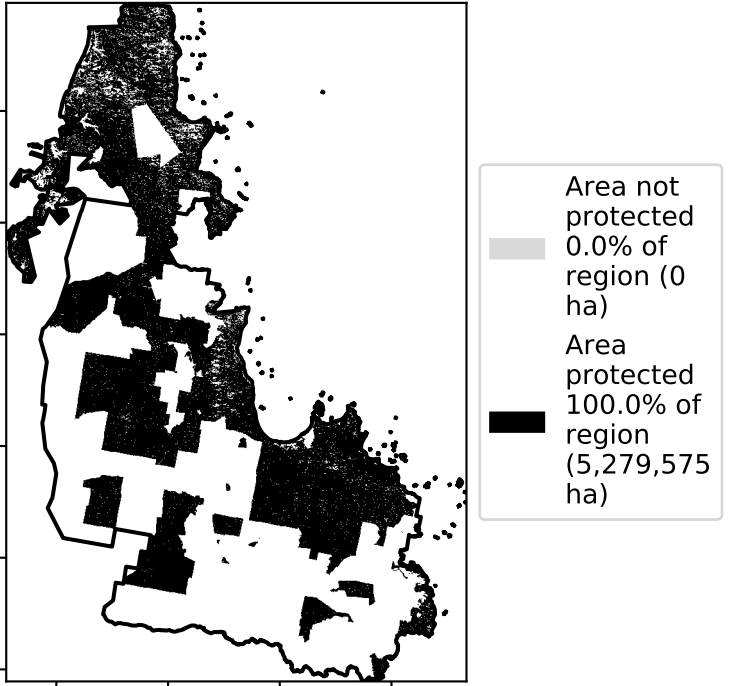 Area not
protected
0.0% of
region (0
ha)
Area
protected
100.0% of
region
(5,279,575
ha)